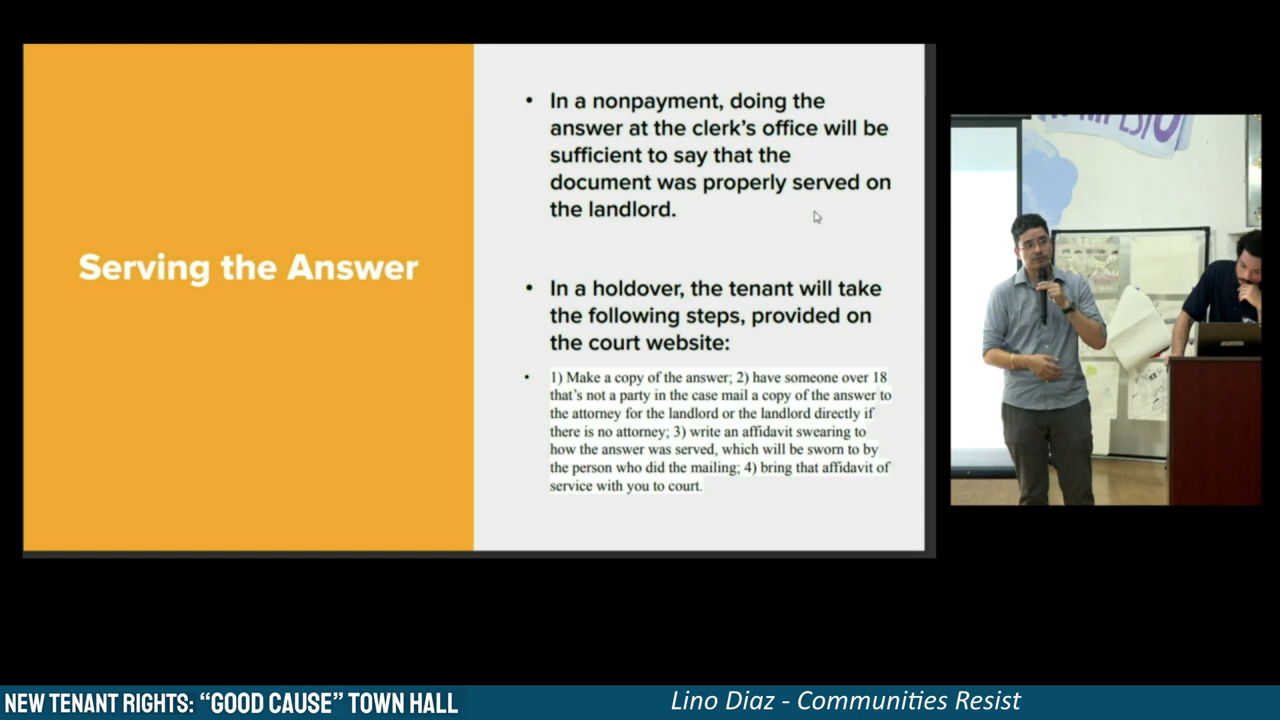 Serving the Answer
• In a nonpayment, doing the
answer at the clerk's office will be
sufficient to say that the
document was properly served on
the landlord.
• In a holdover, the tenant will take
the following steps, provided on
the court website:
• 1) Make a copy of the answer; 2) have someone over 18
that's not a party in the case mail a copy of the answer to
the attorney for the landlord or the landlord directly if
there is no attorney; 3) write an affidavit swearing to
how the answer was served, which will be sworn to by
the person who did the mailing; 4) bring that affidavit of
service with you to court.
NEW TENANT RIGHTS: “GOOD CAUSE” TOWN HALL
Lino Diaz - Communities Resist